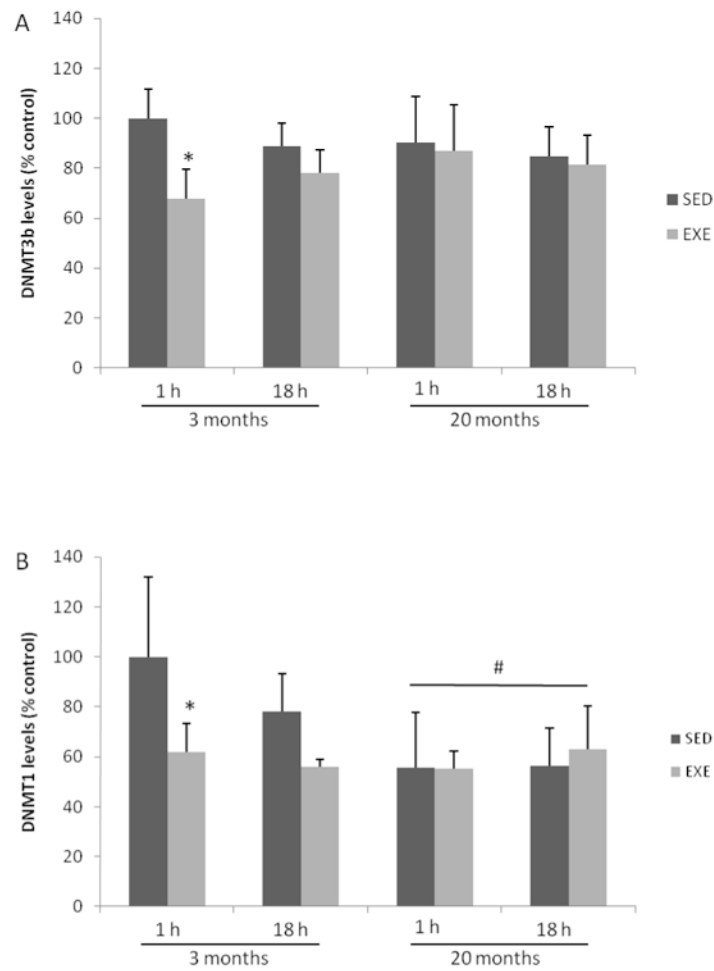 A
DNMT3b levels (% control)
140
120
100
80
60
40
20
0
*
SED
EXE
1 h 18 h 1 h 18 h
3 months 20 months
B
DNMT1 levels (% control)
140
120
100
80
60
40
20
0
*
#
SED
EXE
1 h 18 h 1 h 18 h
3 months 20 months